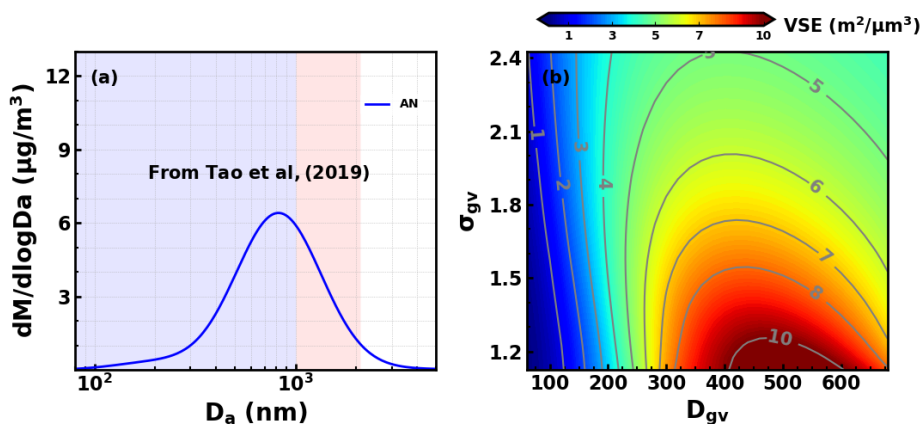 VSE (m²/μm³)
1 3 5 7 10
(a)
AN
From Tao et al, (2019)
dM/dlogDa (μg/m³)
12
9
6
3
10² 10³
Dₐ (nm)
(b)
σgv
2.4
2.1
1.8
1.5
1.2
1 2 3 4 5 5 6 7 8 10
100 200 300 400 500 600
Dgv